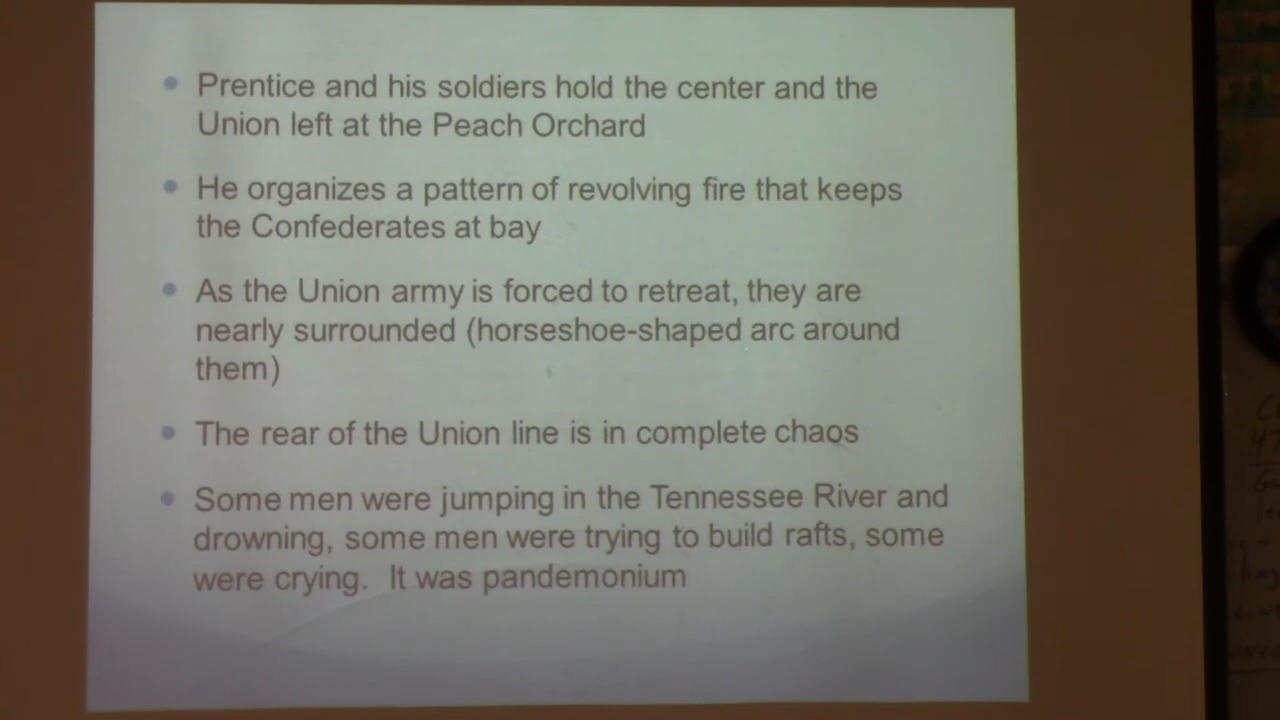 • Prentice and his soldiers hold the center and the
Union left at the Peach Orchard
• He organizes a pattern of revolving fire that keeps
the Confederates at bay
• As the Union army is forced to retreat, they are
nearly surrounded (horseshoe-shaped arc around
them)
• The rear of the Union line is in complete chaos
• Some men were jumping in the Tennessee River and
drowning, some men were trying to build rafts, some
were crying.  It was pandemonium